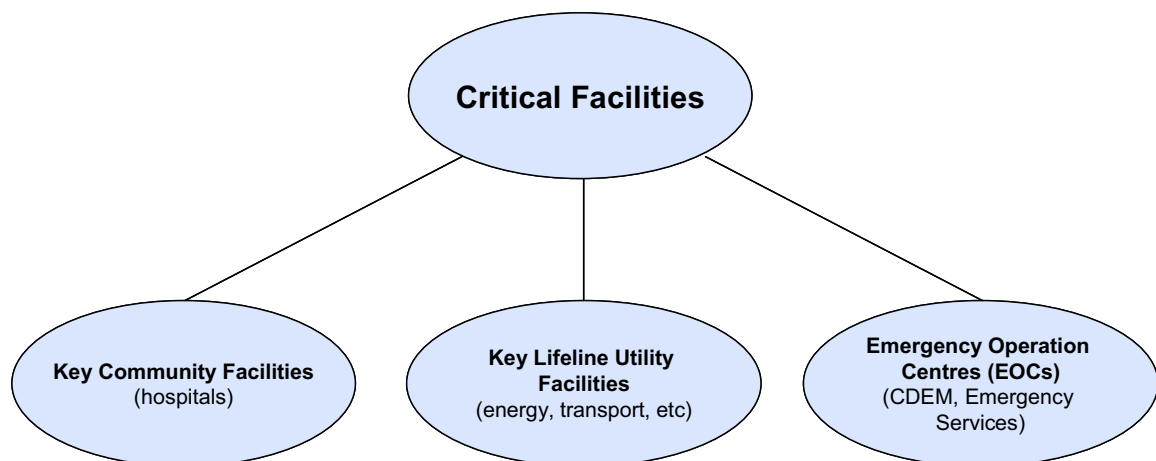 Critical Facilities
Key Community Facilities
(hospitals)
Key Lifeline Utility
Facilities
(energy, transport, etc)
Emergency Operation
Centres (EOCs)
(CDEM, Emergency
Services)